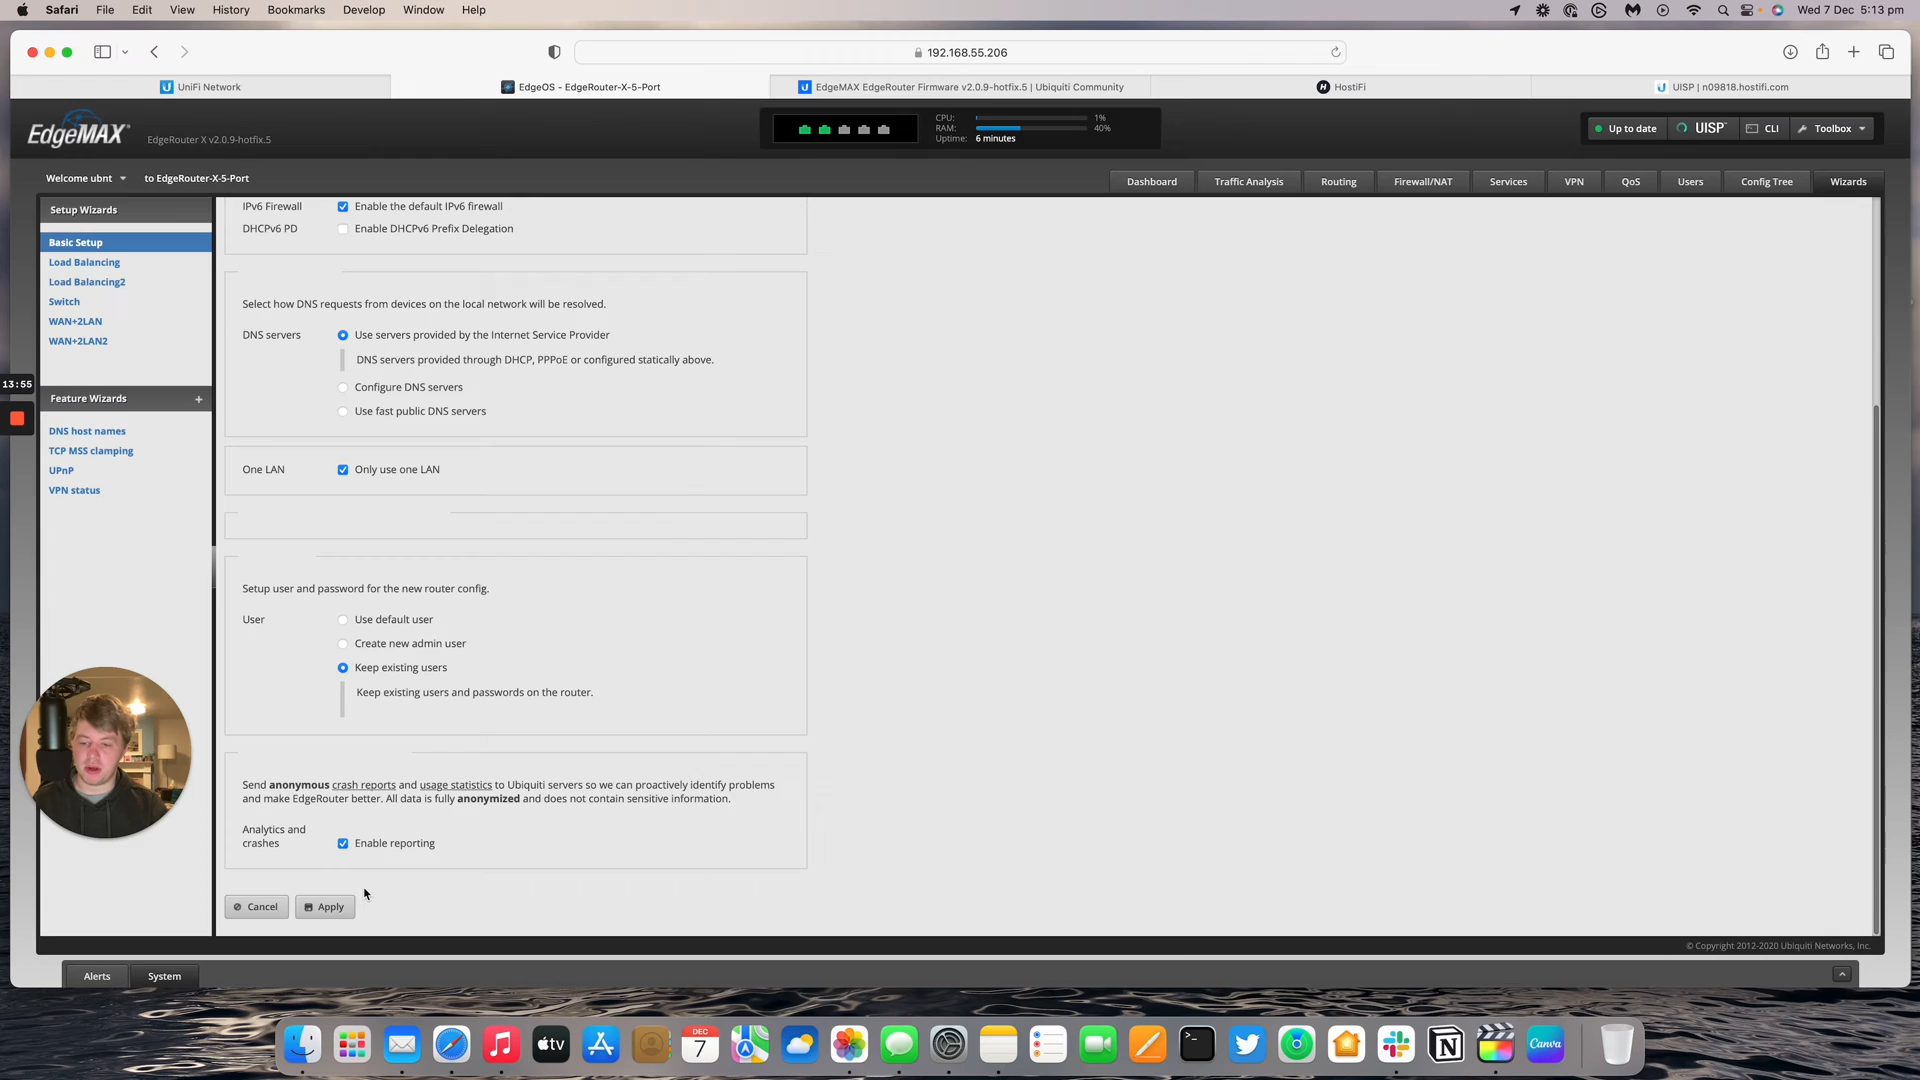 Safari File Edit View History Bookmarks Develop Window Help Wed 7 Dec 5:13 pm
192.168.55.206
UniFi Network EdgeOS - EdgeRouter-X-5-Port EdgeMAX EdgeRouter Firmware v2.0.9-hotfix.5 | Ubiquiti Community HostiFi UISP | n09818.hostifi.com
EdgeMAX EdgeRouter X v2.0.9-hotfix.5
CPU: 1%
RAM: 40%
Uptime: 6 minutes
Up to date UISP CLI Toolbox
Welcome ubnt to EdgeRouter-X-5-Port
Dashboard Traffic Analysis Routing Firewall/NAT Services VPN QoS Users Config Tree Wizards
Setup Wizards
Basic Setup
Load Balancing
Load Balancing2
Switch
WAN+2LAN
WAN+2LAN2
13:55
Feature Wizards +
DNS host names
TCP MSS clamping
UPnP
VPN status
IPv6 Firewall Enable the default IPv6 firewall
DHCPv6 PD Enable DHCPv6 Prefix Delegation
Select how DNS requests from devices on the local network will be resolved.
DNS servers Use servers provided by the Internet Service Provider
DNS servers provided through DHCP, PPPoE or configured statically above.
Configure DNS servers
Use fast public DNS servers
One LAN Only use one LAN
Setup user and password for the new router config.
User Use default user
Create new admin user
Keep existing users
Keep existing users and passwords on the router.
Send anonymous crash reports and usage statistics to Ubiquiti servers so we can proactively identify problems
and make EdgeRouter better. All data is fully anonymized and does not contain sensitive information.
Analytics and
crashes Enable reporting
Cancel Apply
© Copyright 2012-2020 Ubiquiti Networks, Inc.
Alerts System
DEC
7
tv
Canva